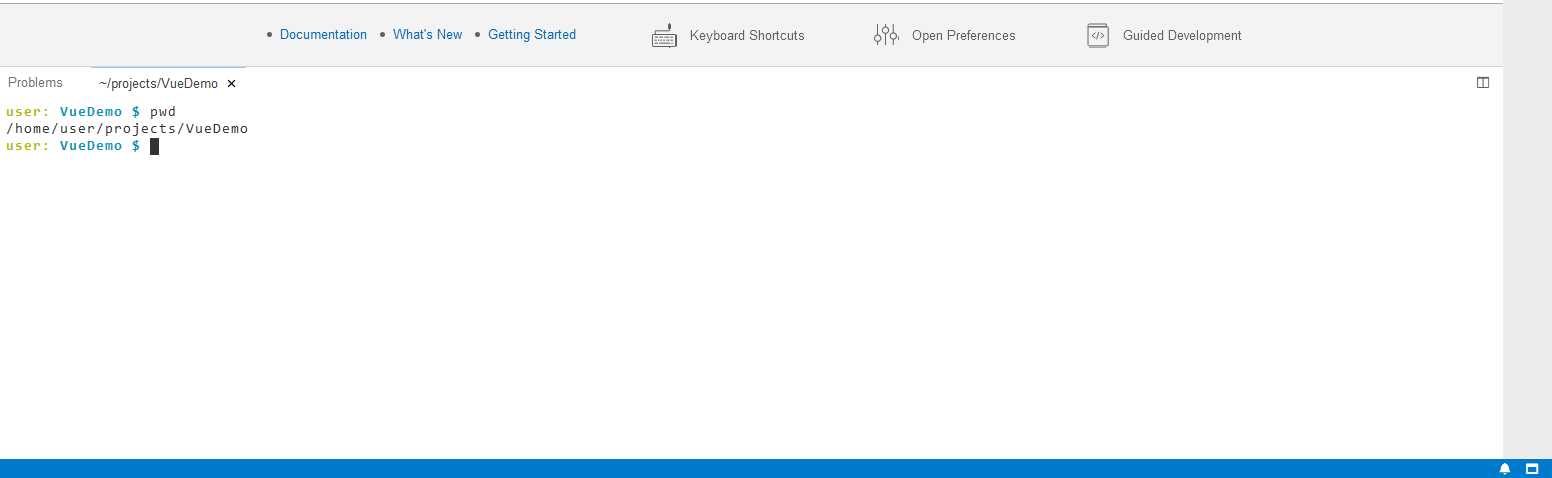 • Documentation • What's New • Getting Started Keyboard Shortcuts Open Preferences Guided Development
Problems ~/projects/VueDemo ×
user: VueDemo $ pwd
/home/user/projects/VueDemo
user: VueDemo $